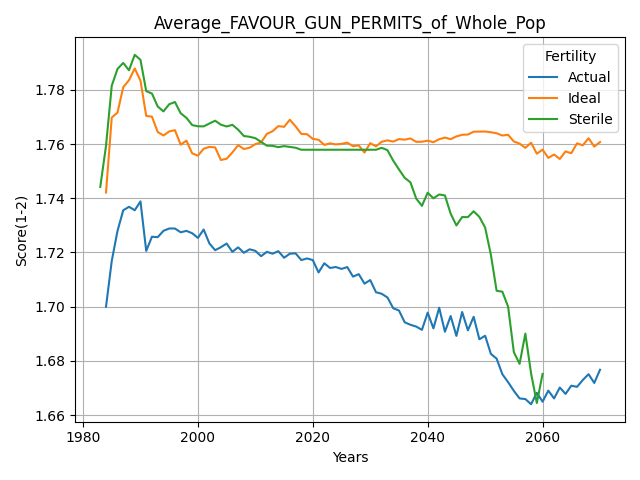 Average_FAVOUR_GUN_PERMITS_of_Whole_Pop
Fertility
Actual
Ideal
Sterile
Score(1-2)
1.78
1.76
1.74
1.72
1.70
1.68
1.66
1980
2000
2020
2040
2060
Years